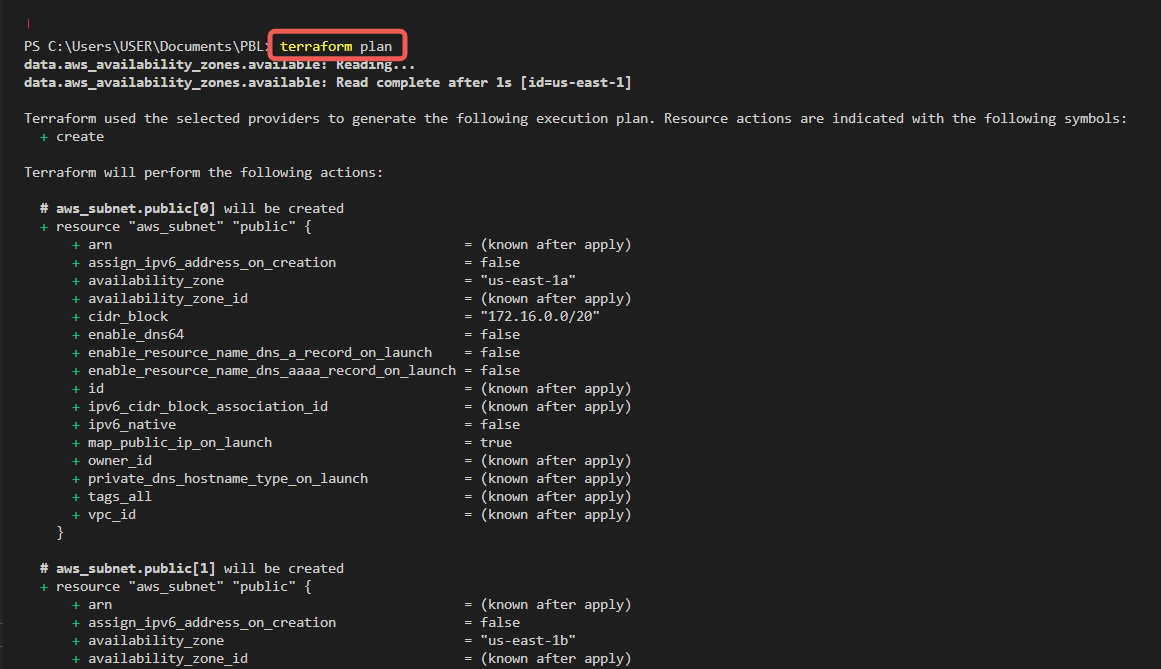 PS C:\Users\USER\Documents\PBL> terraform plan
data.aws_availability_zones.available: Reading...
data.aws_availability_zones.available: Read complete after 1s [id=us-east-1]
Terraform used the selected providers to generate the following execution plan. Resource actions are indicated with the following symbols:
+ create
Terraform will perform the following actions:
# aws_subnet.public[0] will be created
+ resource "aws_subnet" "public" {
+ arn = (known after apply)
+ assign_ipv6_address_on_creation = false
+ availability_zone = "us-east-1a"
+ availability_zone_id = (known after apply)
+ cidr_block = "172.16.0.0/20"
+ enable_dns64 = false
+ enable_resource_name_dns_a_record_on_launch = false
+ enable_resource_name_dns_aaaa_record_on_launch = false
+ id = (known after apply)
+ ipv6_cidr_block_association_id = (known after apply)
+ ipv6_native = false
+ map_public_ip_on_launch = true
+ owner_id = (known after apply)
+ private_dns_hostname_type_on_launch = (known after apply)
+ tags_all = (known after apply)
+ vpc_id = (known after apply)
}
# aws_subnet.public[1] will be created
+ resource "aws_subnet" "public" {
+ arn = (known after apply)
+ assign_ipv6_address_on_creation = false
+ availability_zone = "us-east-1b"
+ availability_zone_id = (known after apply)